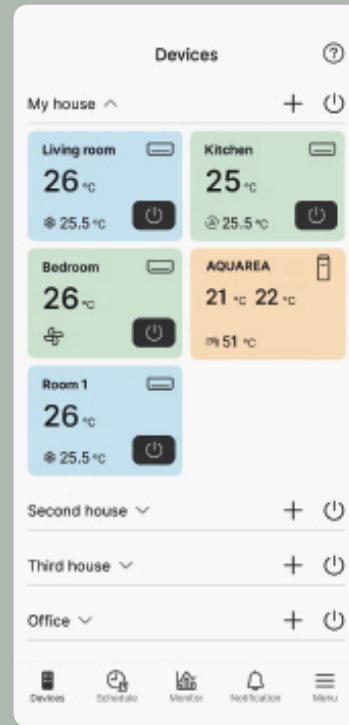 Devices
My house
Living room
26 °C
25.5 °C
Kitchen
25 °C
25.5 °C
Bedroom
26 °C
AQUAREA
21 °C 22 °C
51 °C
Room 1
26 °C
25.5 °C
Second house
Third house
Office
Devices Schedule Monitor Notification Menu